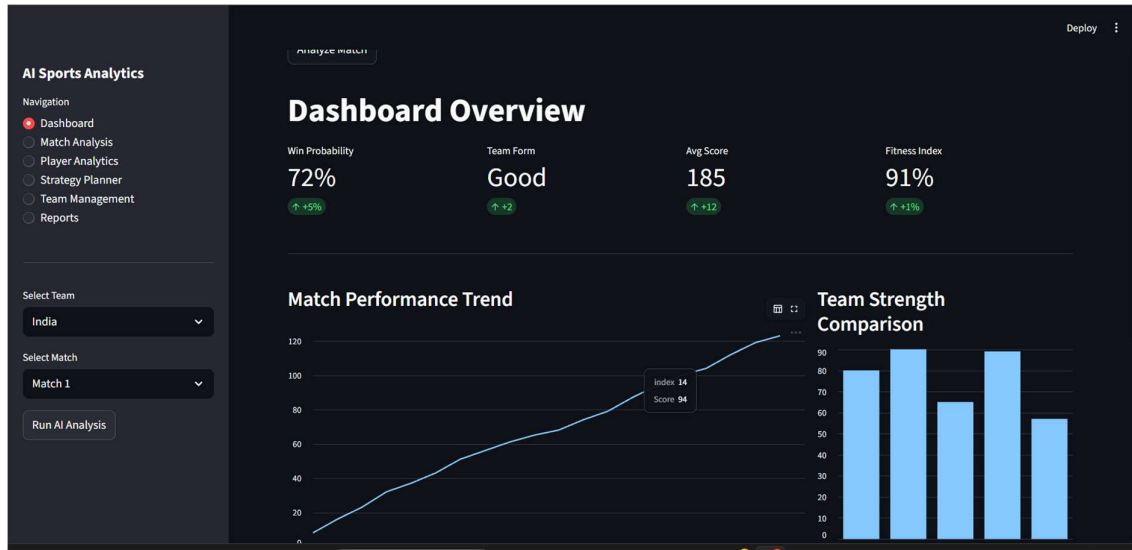 Deploy
AI Sports Analytics
Navigation
Dashboard
Match Analysis
Player Analytics
Strategy Planner
Team Management
Reports
Select Team
India
Select Match
Match 1
Run AI Analysis
Analyze Match
Dashboard Overview
Win Probability
72%
↑ +5%
Team Form
Good
↑ +2
Avg Score
185
↑ +12
Fitness Index
91%
↑ +1%
Match Performance Trend
120
100
80
60
40
20
0
index 14
Score 94
Team Strength
Comparison
90
80
70
60
50
40
30
20
10
0